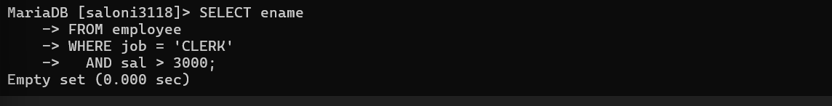 MariaDB [saloni3118]> SELECT ename
    -> FROM employee
    -> WHERE job = 'CLERK'
    ->   AND sal > 3000;
Empty set (0.000 sec)